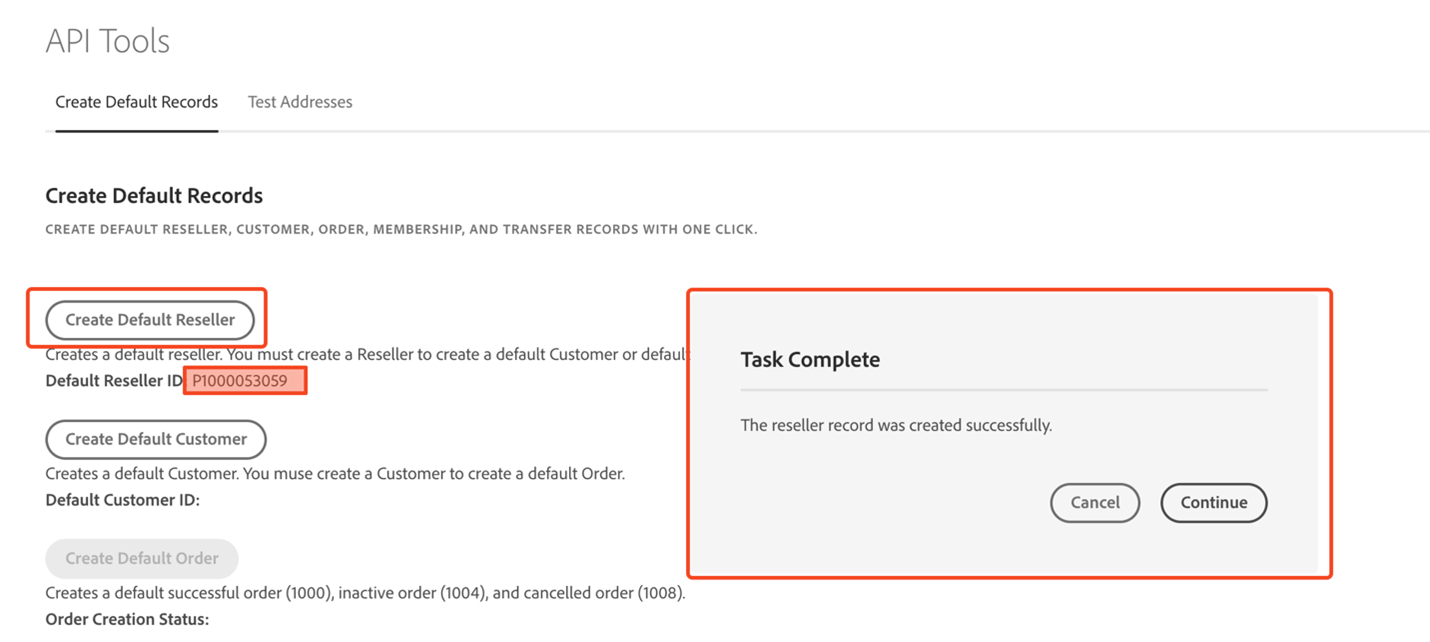 API Tools
Create Default Records Test Addresses
Create Default Records
CREATE DEFAULT RESELLER, CUSTOMER, ORDER, MEMBERSHIP, AND TRANSFER RECORDS WITH ONE CLICK.
Create Default Reseller
Creates a default reseller. You must create a Reseller to create a default Customer or default
Default Reseller ID P1000053059
Create Default Customer
Creates a default Customer. You muse create a Customer to create a default Order.
Default Customer ID:
Create Default Order
Creates a default successful order (1000), inactive order (1004), and cancelled order (1008).
Order Creation Status:
Task Complete
The reseller record was created successfully.
Cancel Continue